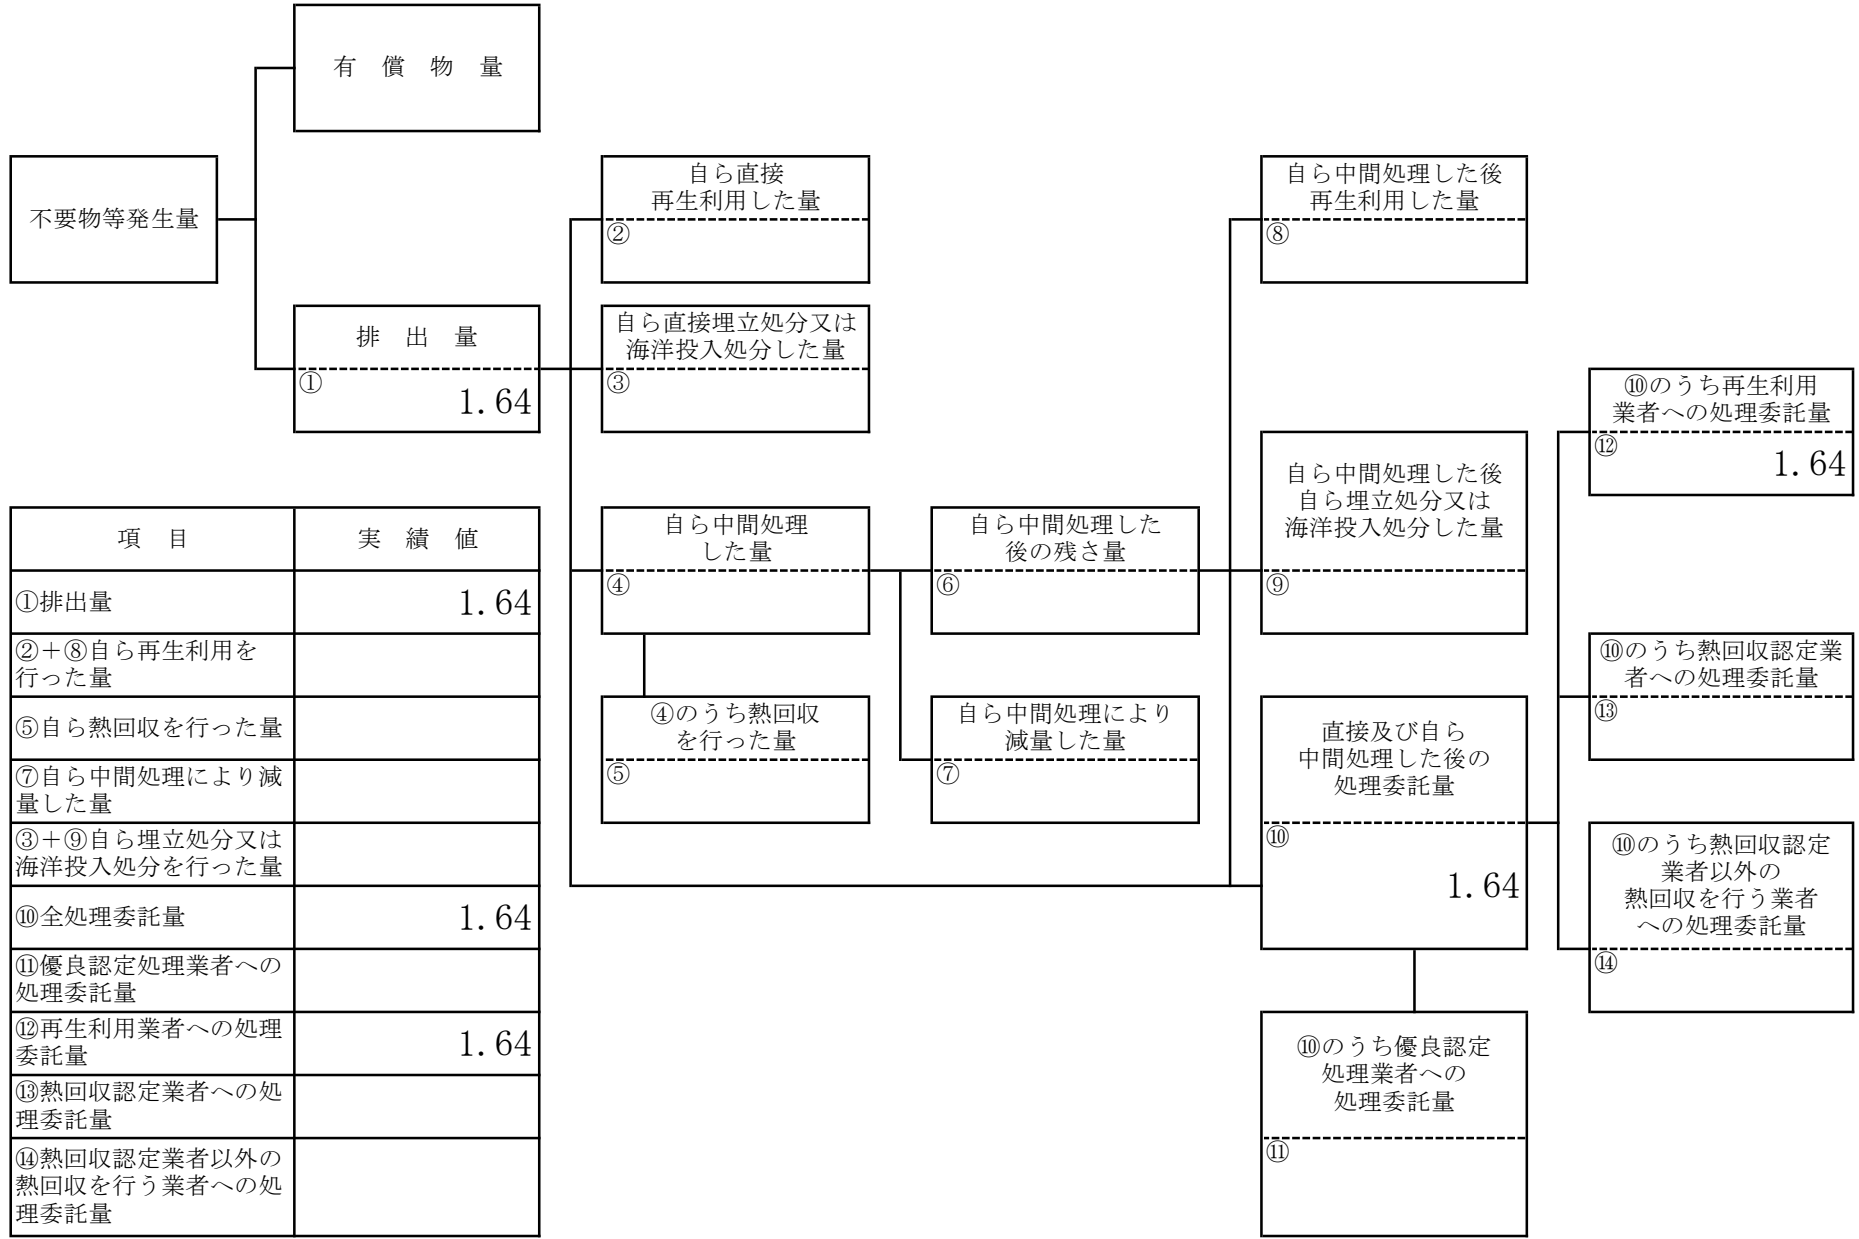 有　償　物　量
不要物等発生量
排　出　量
①
1.64
自ら直接
再生利用した量
②
自ら直接埋立処分又は
海洋投入処分した量
③
自ら中間処理
した量
④
④のうち熱回収
を行った量
⑤
自ら中間処理した
後の残さ量
⑥
自ら中間処理により
減量した量
⑦
自ら中間処理した後
再生利用した量
⑧
自ら中間処理した後
自ら埋立処分又は
海洋投入処分した量
⑨
直接及び自ら
中間処理した後の
処理委託量
⑩
1.64
⑩のうち優良認定
処理業者への
処理委託量
⑪
⑩のうち再生利用
業者への処理委託量
⑫
1.64
⑩のうち熱回収認定業
者への処理委託量
⑬
⑩のうち熱回収認定
業者以外の
熱回収を行う業者
への処理委託量
⑭
項　目　実　績　値
①排出量 1.64
②＋⑧自ら再生利用を
行った量
⑤自ら熱回収を行った量
⑦自ら中間処理により減
量した量
③＋⑨自ら埋立処分又は
海洋投入処分を行った量
⑩全処理委託量 1.64
⑪優良認定処理業者への
処理委託量
⑫再生利用業者への処理
委託量 1.64
⑬熱回収認定業者への処
理委託量
⑭熱回収認定業者以外の
熱回収を行う業者への処
理委託量